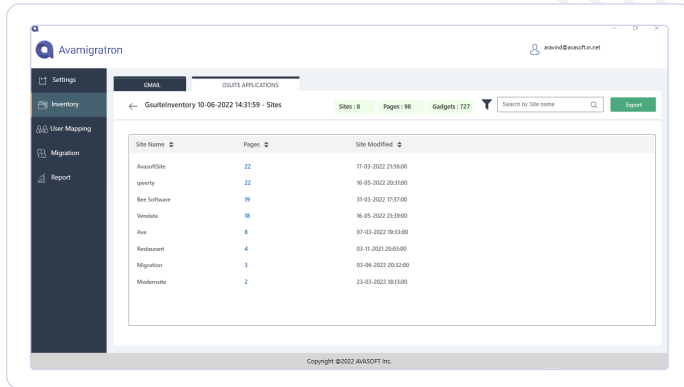 Avamigratron
aravind@avasoft.in.net
Settings
Inventory
User Mapping
Migration
Report
GMAIL
GSUITE APPLICATIONS
← GsuiteInventory 10-06-2022 14:31:59 - Sites
Sites : 8
Pages : 98
Gadgets : 727
Search by Site name
Export
Site Name Pages Site Modified
AvasoftSite 22 17-03-2022 21:56:00
qwerty 22 16-05-2022 20:31:00
Bee Software 19 31-03-2022 17:37:00
Vendata 18 16-05-2022 21:39:00
Ava 8 07-03-2022 19:33:00
Restaurant 4 03-11-2021 20:03:00
Migration 3 03-06-2022 20:32:00
Modernsite 2 23-03-2022 18:13:00
Copyright @2022 AVASOFT Inc.